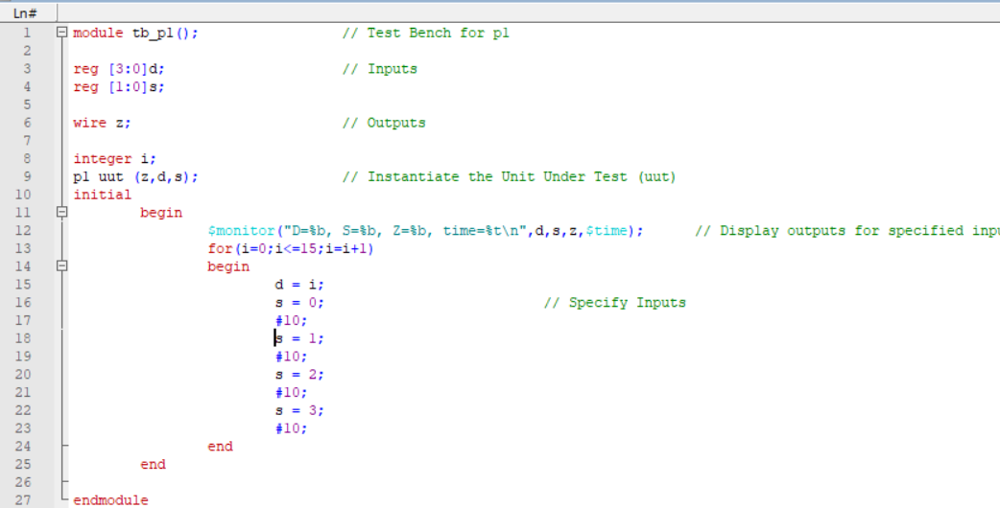 Ln#
1 module tb_p1(); // Test Bench for p1
2
3 reg [3:0]d; // Inputs
4 reg [1:0]s;
5
6 wire z; // Outputs
7
8 integer i;
9 p1 uut (z,d,s); // Instantiate the Unit Under Test (uut)
10 initial
11 begin
12 $monitor("D=%b, S=%b, Z=%b, time=%t\n",d,s,z,$time); // Display outputs for specified inpu
13 for(i=0;i<=15;i=i+1)
14 begin
15 d = i;
16 s = 0; // Specify Inputs
17 #10;
18 s = 1;
19 #10;
20 s = 2;
21 #10;
22 s = 3;
23 #10;
24 end
25 end
26
27 endmodule